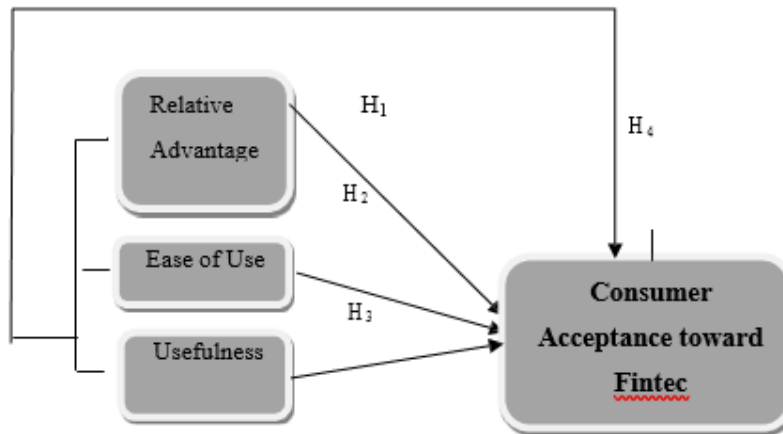 Relative
Advantage
H1
H2
H4
Ease of Use
H3
Usefulness
Consumer
Acceptance toward
Fintec